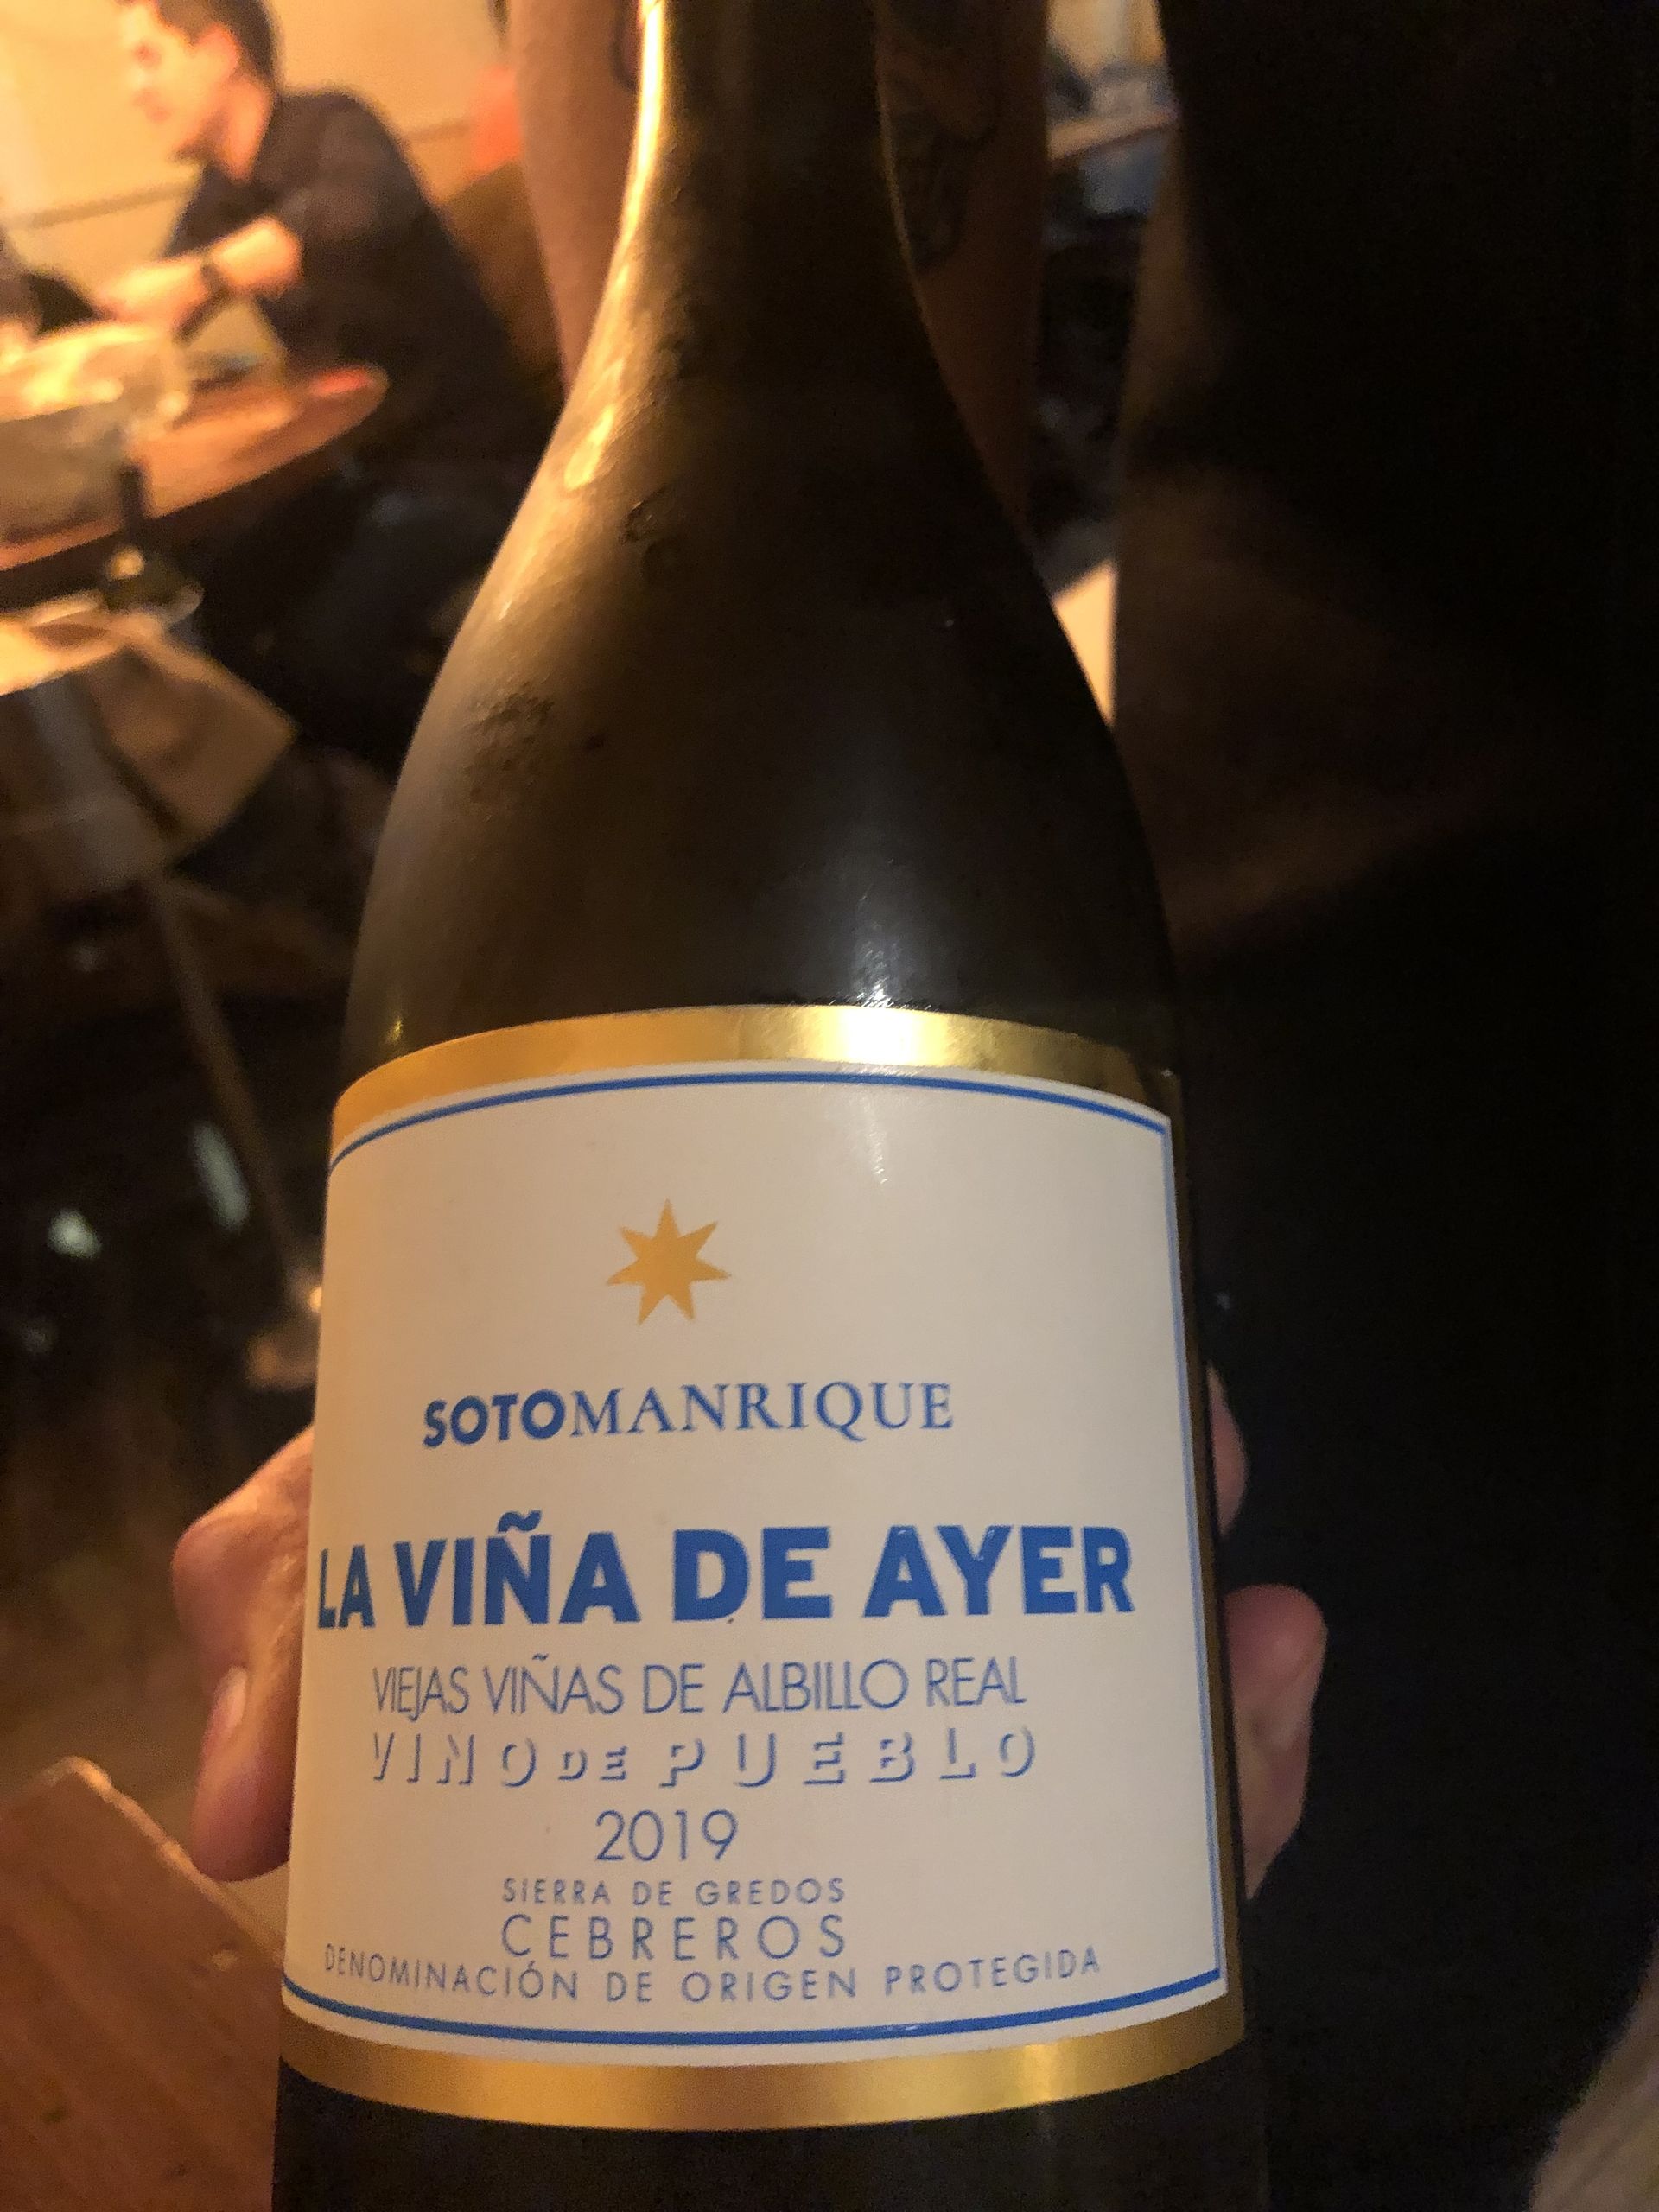 SOTOMANRIQUE
LA VIÑA DE AYER
VIEJAS VIÑAS DE ALBILLO REAL
VINO DE PUEBLO
2019
SIERRA DE GREDOS
CEBREROS
DENOMINACIÓN DE ORIGEN PROTEGIDA